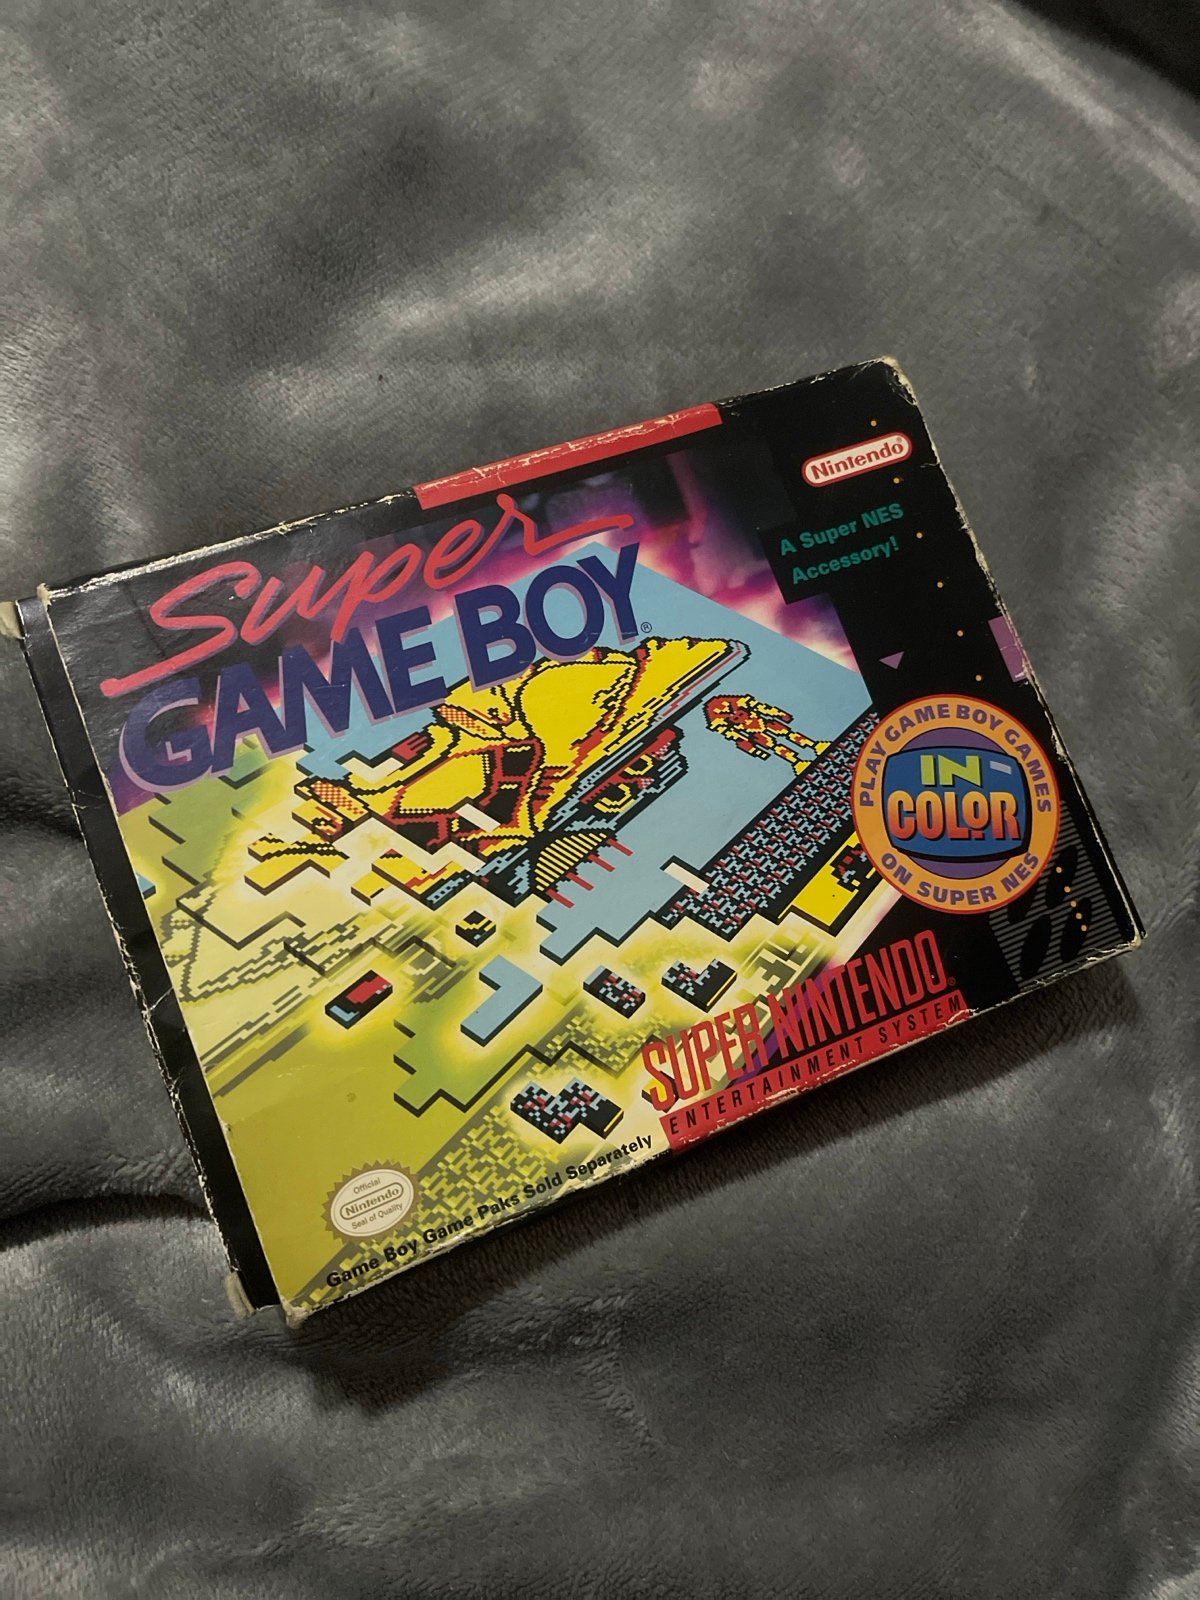 Super
GAME BOY®
Nintendo®
A Super NES
Accessory!
PLAY GAME BOY GAMES
IN
COLOR
ON SUPER NES
SUPER NINTENDO®
ENTERTAINMENT SYSTEM
Official
Nintendo
Seal of Quality
Game Boy Game Paks Sold Separately